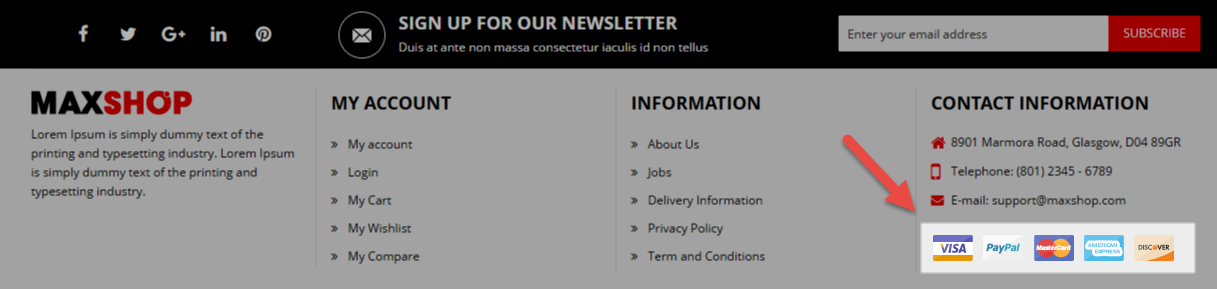 SIGN UP FOR OUR NEWSLETTER
Duis at ante non massa consectetur iaculis id non tellus
Enter your email address
SUBSCRIBE
MAXSHOP
Lorem Ipsum is simply dummy text of the
printing and typesetting industry. Lorem Ipsum
is simply dummy text of the printing and
typesetting industry.
MY ACCOUNT
» My account
» Login
» My Cart
» My Wishlist
» My Compare
INFORMATION
» About Us
» Jobs
» Delivery Information
» Privacy Policy
» Term and Conditions
CONTACT INFORMATION
8901 Marmora Road, Glasgow, D04 89GR
Telephone: (801) 2345 - 6789
E-mail: support@maxshop.com
VISA
PayPal
MasterCard
AMERICAN
EXPRESS
DISCOVER